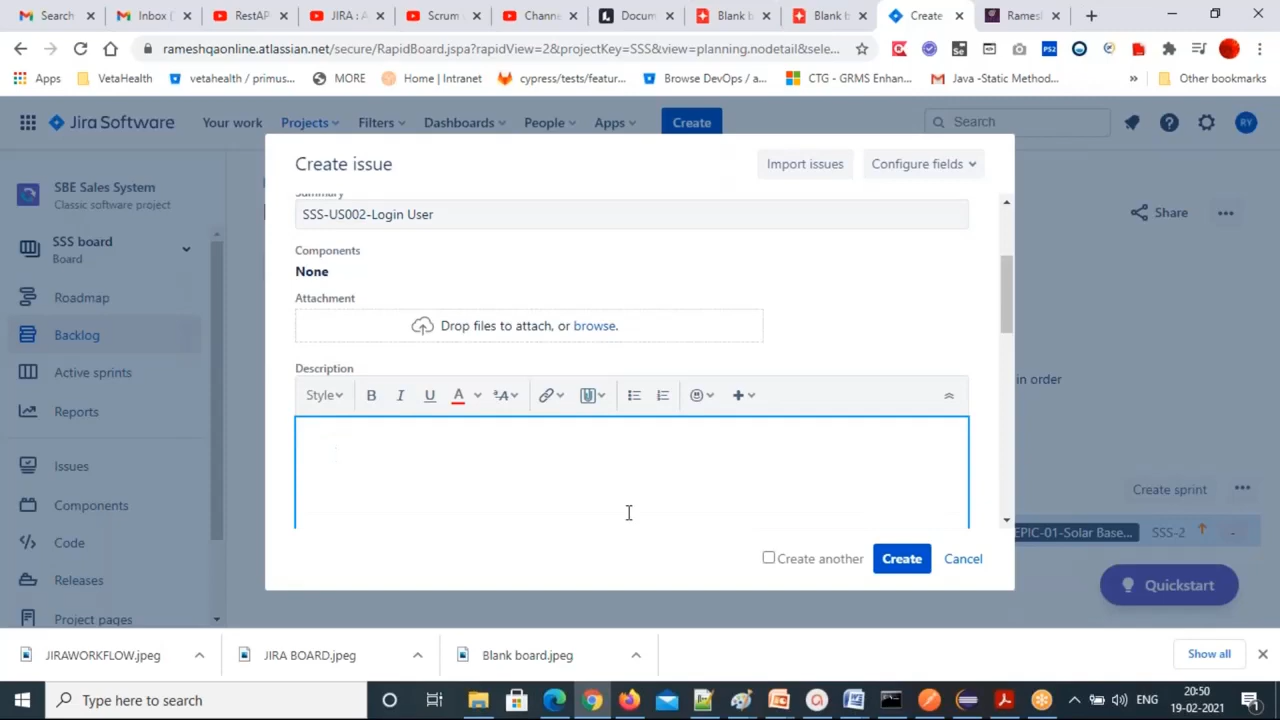 Search
Inbox (
RestAP
JIRA : A
Scrum
Channe
Docum
Blank b
Blank b
Create
Ramesh
rameshqaonline.atlassian.net/secure/RapidBoard.jspa?rapidView=2&projectKey=SSS&view=planning.nodetail&sele...
Apps
VetaHealth
vetahealth / primus...
MORE
Home | Intranet
cypress/tests/featur...
Browse DevOps / a...
CTG - GRMS Enhan...
Java -Static Method...
»
Other bookmarks
Jira Software
Your work
Projects
Filters
Dashboards
People
Apps
Create
Search
RY
SBE Sales System
Classic software project
SSS board
Board
Roadmap
Backlog
Active sprints
Reports
Issues
Components
Code
Releases
Project pages
Share
in order
Create sprint
EPIC-01-Solar Base...
SSS-2
-
Quickstart
Create issue
Import issues
Configure fields
Summary
SSS-US002-Login User
Components
None
Attachment
Drop files to attach, or browse.
Description
Style
B I U A
Create another
Create
Cancel
JIRAWORKFLOW.jpeg
JIRA BOARD.jpeg
Blank board.jpeg
Show all
Type here to search
ENG
20:50
19-02-2021